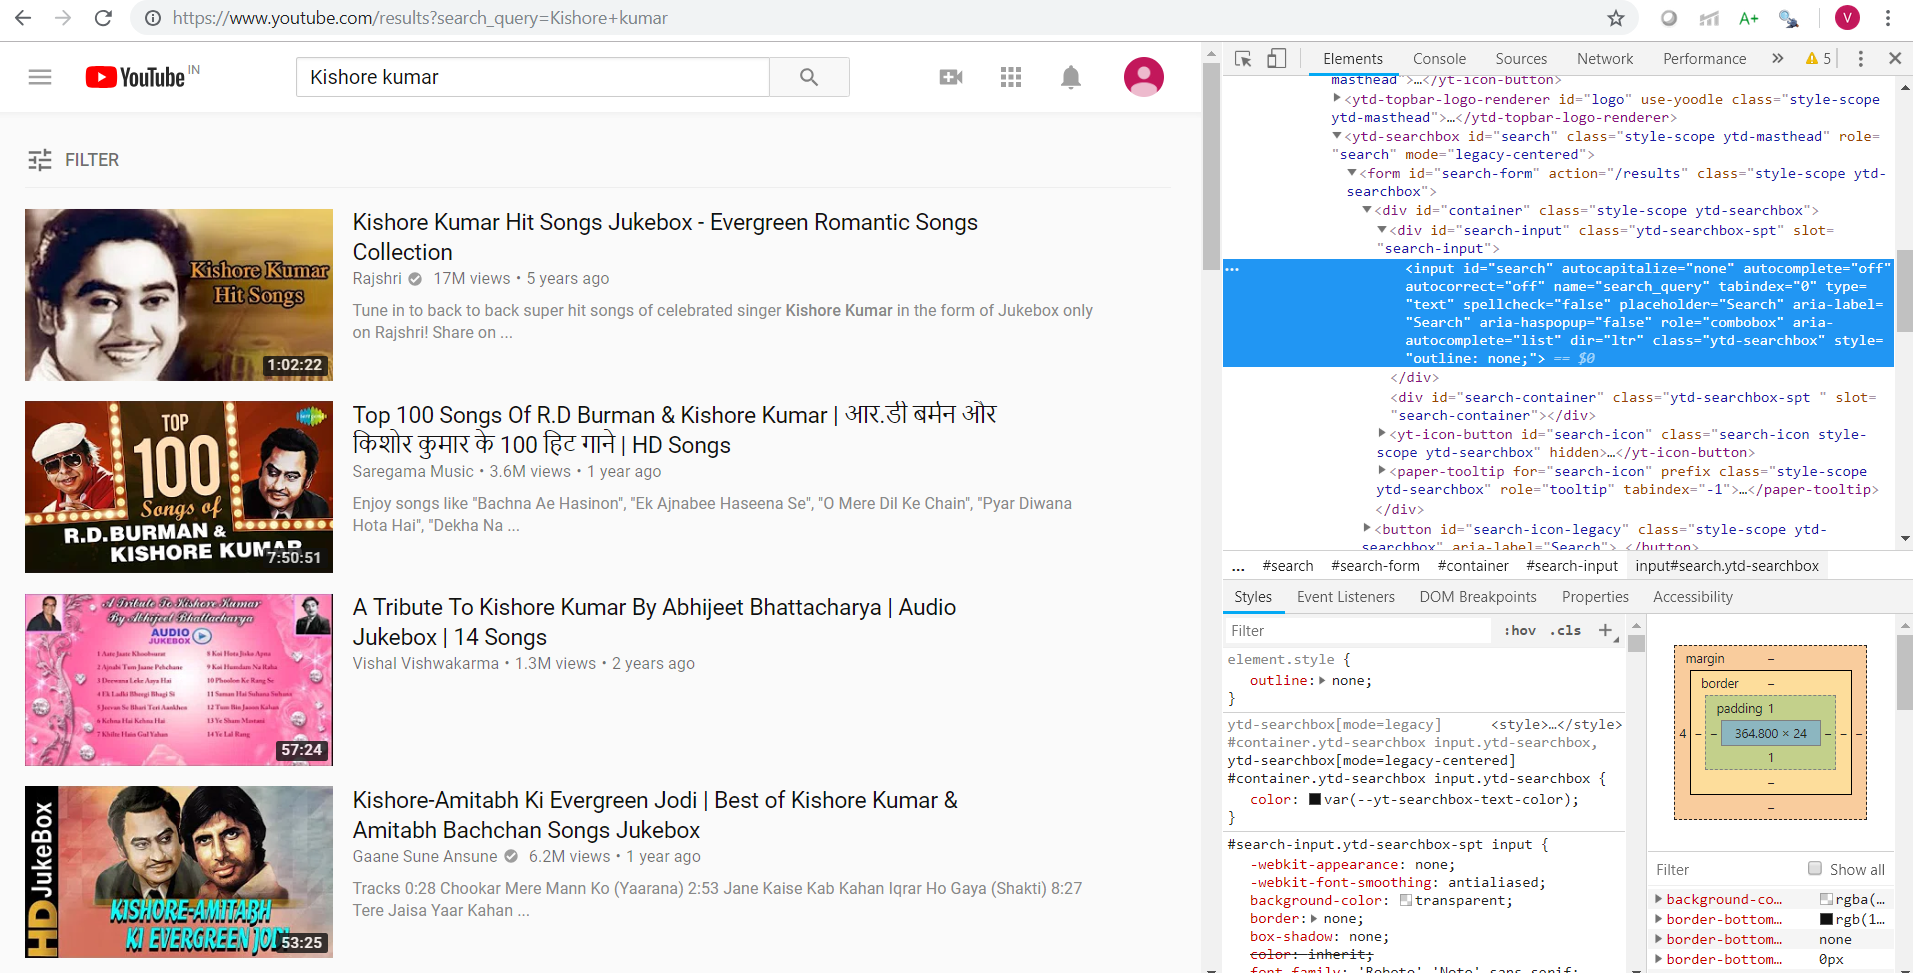 https://www.youtube.com/results?search_query=Kishore+kumar
A+
V
YouTube IN
Kishore kumar
FILTER
Kishore Kumar
Hit Songs
1:02:22
Kishore Kumar Hit Songs Jukebox - Evergreen Romantic Songs
Collection
Rajshri 17M views • 5 years ago
Tune in to back to back super hit songs of celebrated singer Kishore Kumar in the form of Jukebox only
on Rajshri! Share on ...
TOP
100
Songs of
R.D.BURMAN &
KISHORE KUMAR
7:50:51
Top 100 Songs Of R.D Burman & Kishore Kumar | आर.डी बर्मन और
किशोर कुमार के 100 हिट गाने | HD Songs
Saregama Music • 3.6M views • 1 year ago
Enjoy songs like "Bachna Ae Hasinon", "Ek Ajnabee Haseena Se", "O Mere Dil Ke Chain", "Pyar Diwana
Hota Hai", "Dekha Na ...
A Tribute To Kishore Kumar
By Abhijeet Bhattacharya
AUDIO
JUKEBOX
57:24
A Tribute To Kishore Kumar By Abhijeet Bhattacharya | Audio
Jukebox | 14 Songs
Vishal Vishwakarma • 1.3M views • 2 years ago
HD JukeBox
KISHORE-AMITABH
KI EVERGREEN JODI
53:25
Kishore-Amitabh Ki Evergreen Jodi | Best of Kishore Kumar &
Amitabh Bachchan Songs Jukebox
Gaane Sune Ansune 6.2M views • 1 year ago
Tracks 0:28 Chookar Mere Mann Ko (Yaarana) 2:53 Jane Kaise Kab Kahan Iqrar Ho Gaya (Shakti) 8:27
Tere Jaisa Yaar Kahan ...
Elements Console Sources Network Performance » 5
masthead">…</yt-icon-button>
<ytd-topbar-logo-renderer id="logo" use-yoodle class="style-scope
ytd-masthead">…</ytd-topbar-logo-renderer>
<ytd-searchbox id="search" class="style-scope ytd-masthead" role=
"search" mode="legacy-centered">
<form id="search-form" action="/results" class="style-scope ytd-
searchbox">
<div id="container" class="style-scope ytd-searchbox">
<div id="search-input" class="ytd-searchbox-spt" slot=
"search-input">
... <input id="search" autocapitalize="none" autocomplete="off"
autocorrect="off" name="search_query" tabindex="0" type=
"text" spellcheck="false" placeholder="Search" aria-label=
"Search" aria-haspopup="false" role="combobox" aria-
autocomplete="list" dir="ltr" class="ytd-searchbox" style=
"outline: none;"> == $0
</div>
<div id="search-container" class="ytd-searchbox-spt " slot=
"search-container"></div>
<yt-icon-button id="search-icon" class="search-icon style-
scope ytd-searchbox" hidden>…</yt-icon-button>
<paper-tooltip for="search-icon" prefix class="style-scope
ytd-searchbox" role="tooltip" tabindex="-1">…</paper-tooltip>
</div>
<button id="search-icon-legacy" class="style-scope ytd-
searchbox" aria-label="Search">…</button>
... #search #search-form #container #search-input input#search.ytd-searchbox
Styles Event Listeners DOM Breakpoints Properties Accessibility
Filter :hov .cls +
element.style {
outline: none;
}
ytd-searchbox[mode=legacy] <style>…</style>
#container.ytd-searchbox input.ytd-searchbox,
ytd-searchbox[mode=legacy-centered]
#container.ytd-searchbox input.ytd-searchbox {
color: var(--yt-searchbox-text-color);
}
#search-input.ytd-searchbox-spt input {
-webkit-appearance: none;
-webkit-font-smoothing: antialiased;
background-color: transparent;
border: none;
box-shadow: none;
color: inherit;
font-family: 'Roboto' 'Noto' sans-serif;
margin –
border –
padding 1
4 – – 364.800 × 24 – – –
1
–
–
Filter Show all
background-co… rgba(…
border-bottom… rgb(1…
border-bottom… none
border-bottom… 0px